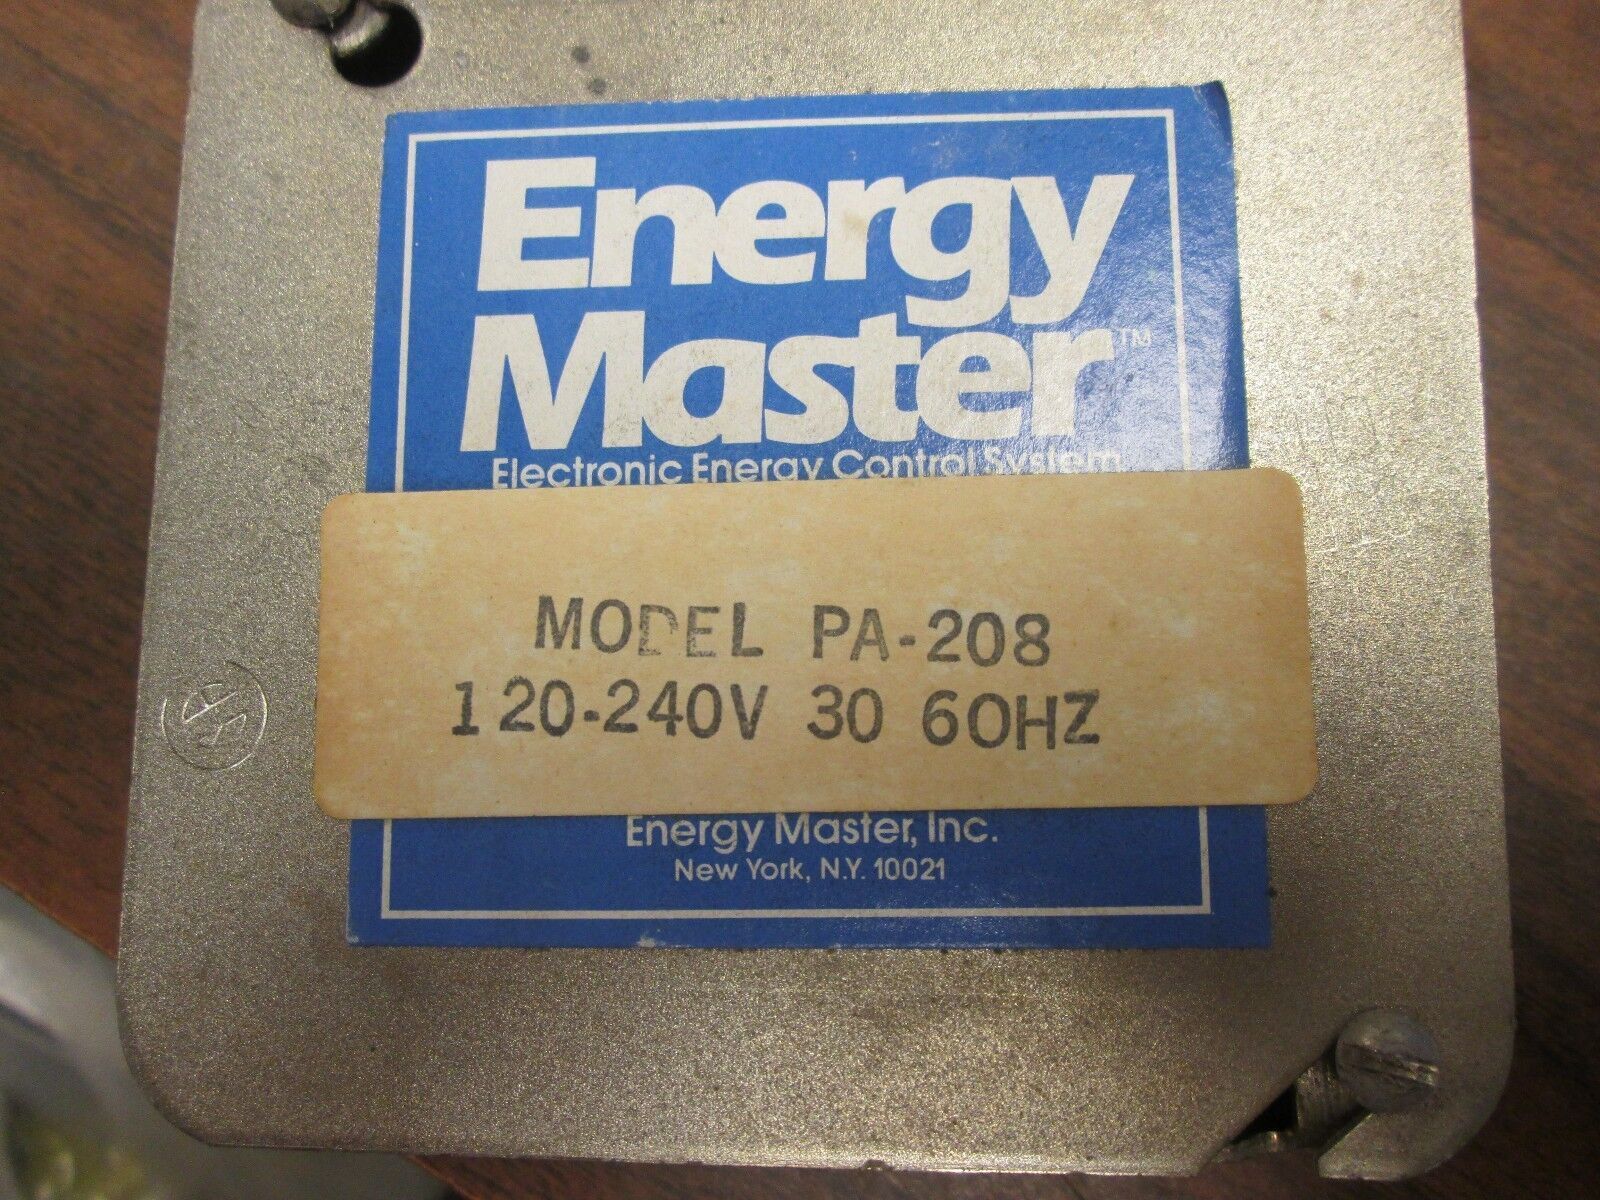 Energy
Master™
Electronic Energy Control System
MODEL PA-208
120-240V 30 60HZ
Energy Master, Inc.
New York, N.Y. 10021